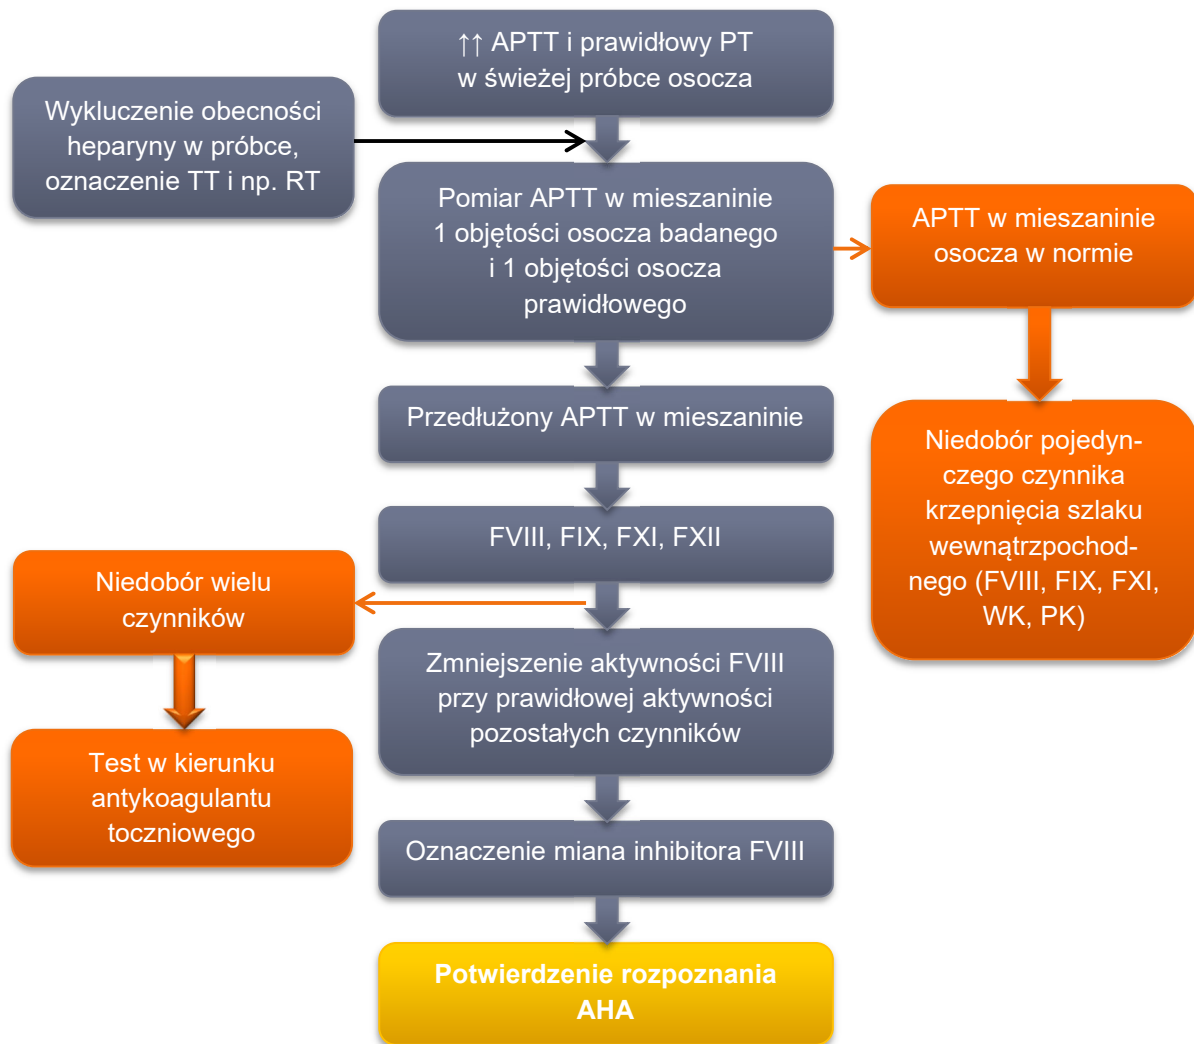 ↑↑ APTT i prawidłowy PT
w świeżej próbce osocza
Wykluczenie obecności
heparyny w próbce,
oznaczenie TT i np. RT
Pomiar APTT w mieszaninie
1 objętości osocza badanego
i 1 objętości osocza
prawidłowego
APTT w mieszaninie
osocza w normie
Przedłużony APTT w mieszaninie
Niedobór pojedyn-
czego czynnika
krzepnięcia szlaku
wewnątrzpochod-
nego (FVIII, FIX, FXI,
WK, PK)
FVIII, FIX, FXI, FXII
Niedobór wielu
czynników
Zmniejszenie aktywności FVIII
przy prawidłowej aktywności
pozostałych czynników
Test w kierunku
antykoagulantu
toczniowego
Oznaczenie miana inhibitora FVIII
Potwierdzenie rozpoznania
AHA